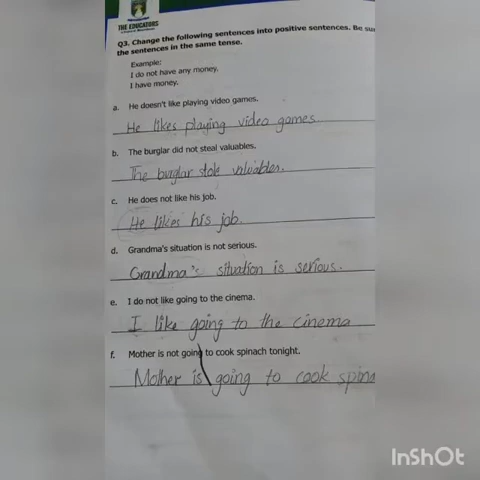 THE EDUCATORS
Q3. Change the following sentences into positive sentences. Be sur
the sentences in the same tense.
Example:
I do not have any money.
I have money.
a. He doesn't like playing video games.
He likes playing video games
b. The burglar did not steal valuables.
The burglar stole valuables.
c. He does not like his job.
He likes his job.
d. Grandma's situation is not serious.
Grandma's situation is serious.
e. I do not like going to the cinema.
I like going to the cinema
f. Mother is not going to cook spinach tonight.
Mother is going to cook spina
InShOt